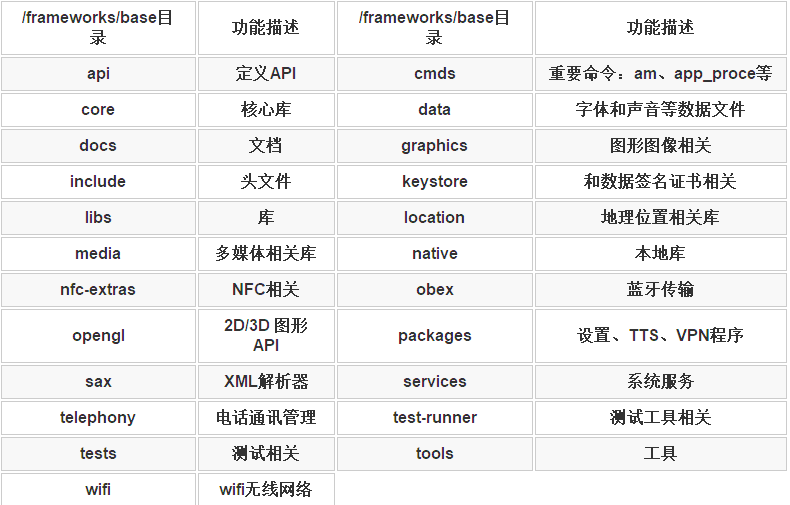 /frameworks/base目
录
功能描述
/frameworks/base目
录
功能描述
api
定义API
cmds
重要命令：am、app_proce等
core
核心库
data
字体和声音等数据文件
docs
文档
graphics
图形图像相关
include
头文件
keystore
和数据签名证书相关
libs
库
location
地理位置相关库
media
多媒体相关库
native
本地库
nfc-extras
NFC相关
obex
蓝牙传输
opengl
2D/3D 图形
API
packages
设置、TTS、VPN程序
sax
XML解析器
services
系统服务
telephony
电话通讯管理
test-runner
测试工具相关
tests
测试相关
tools
工具
wifi
wifi无线网络